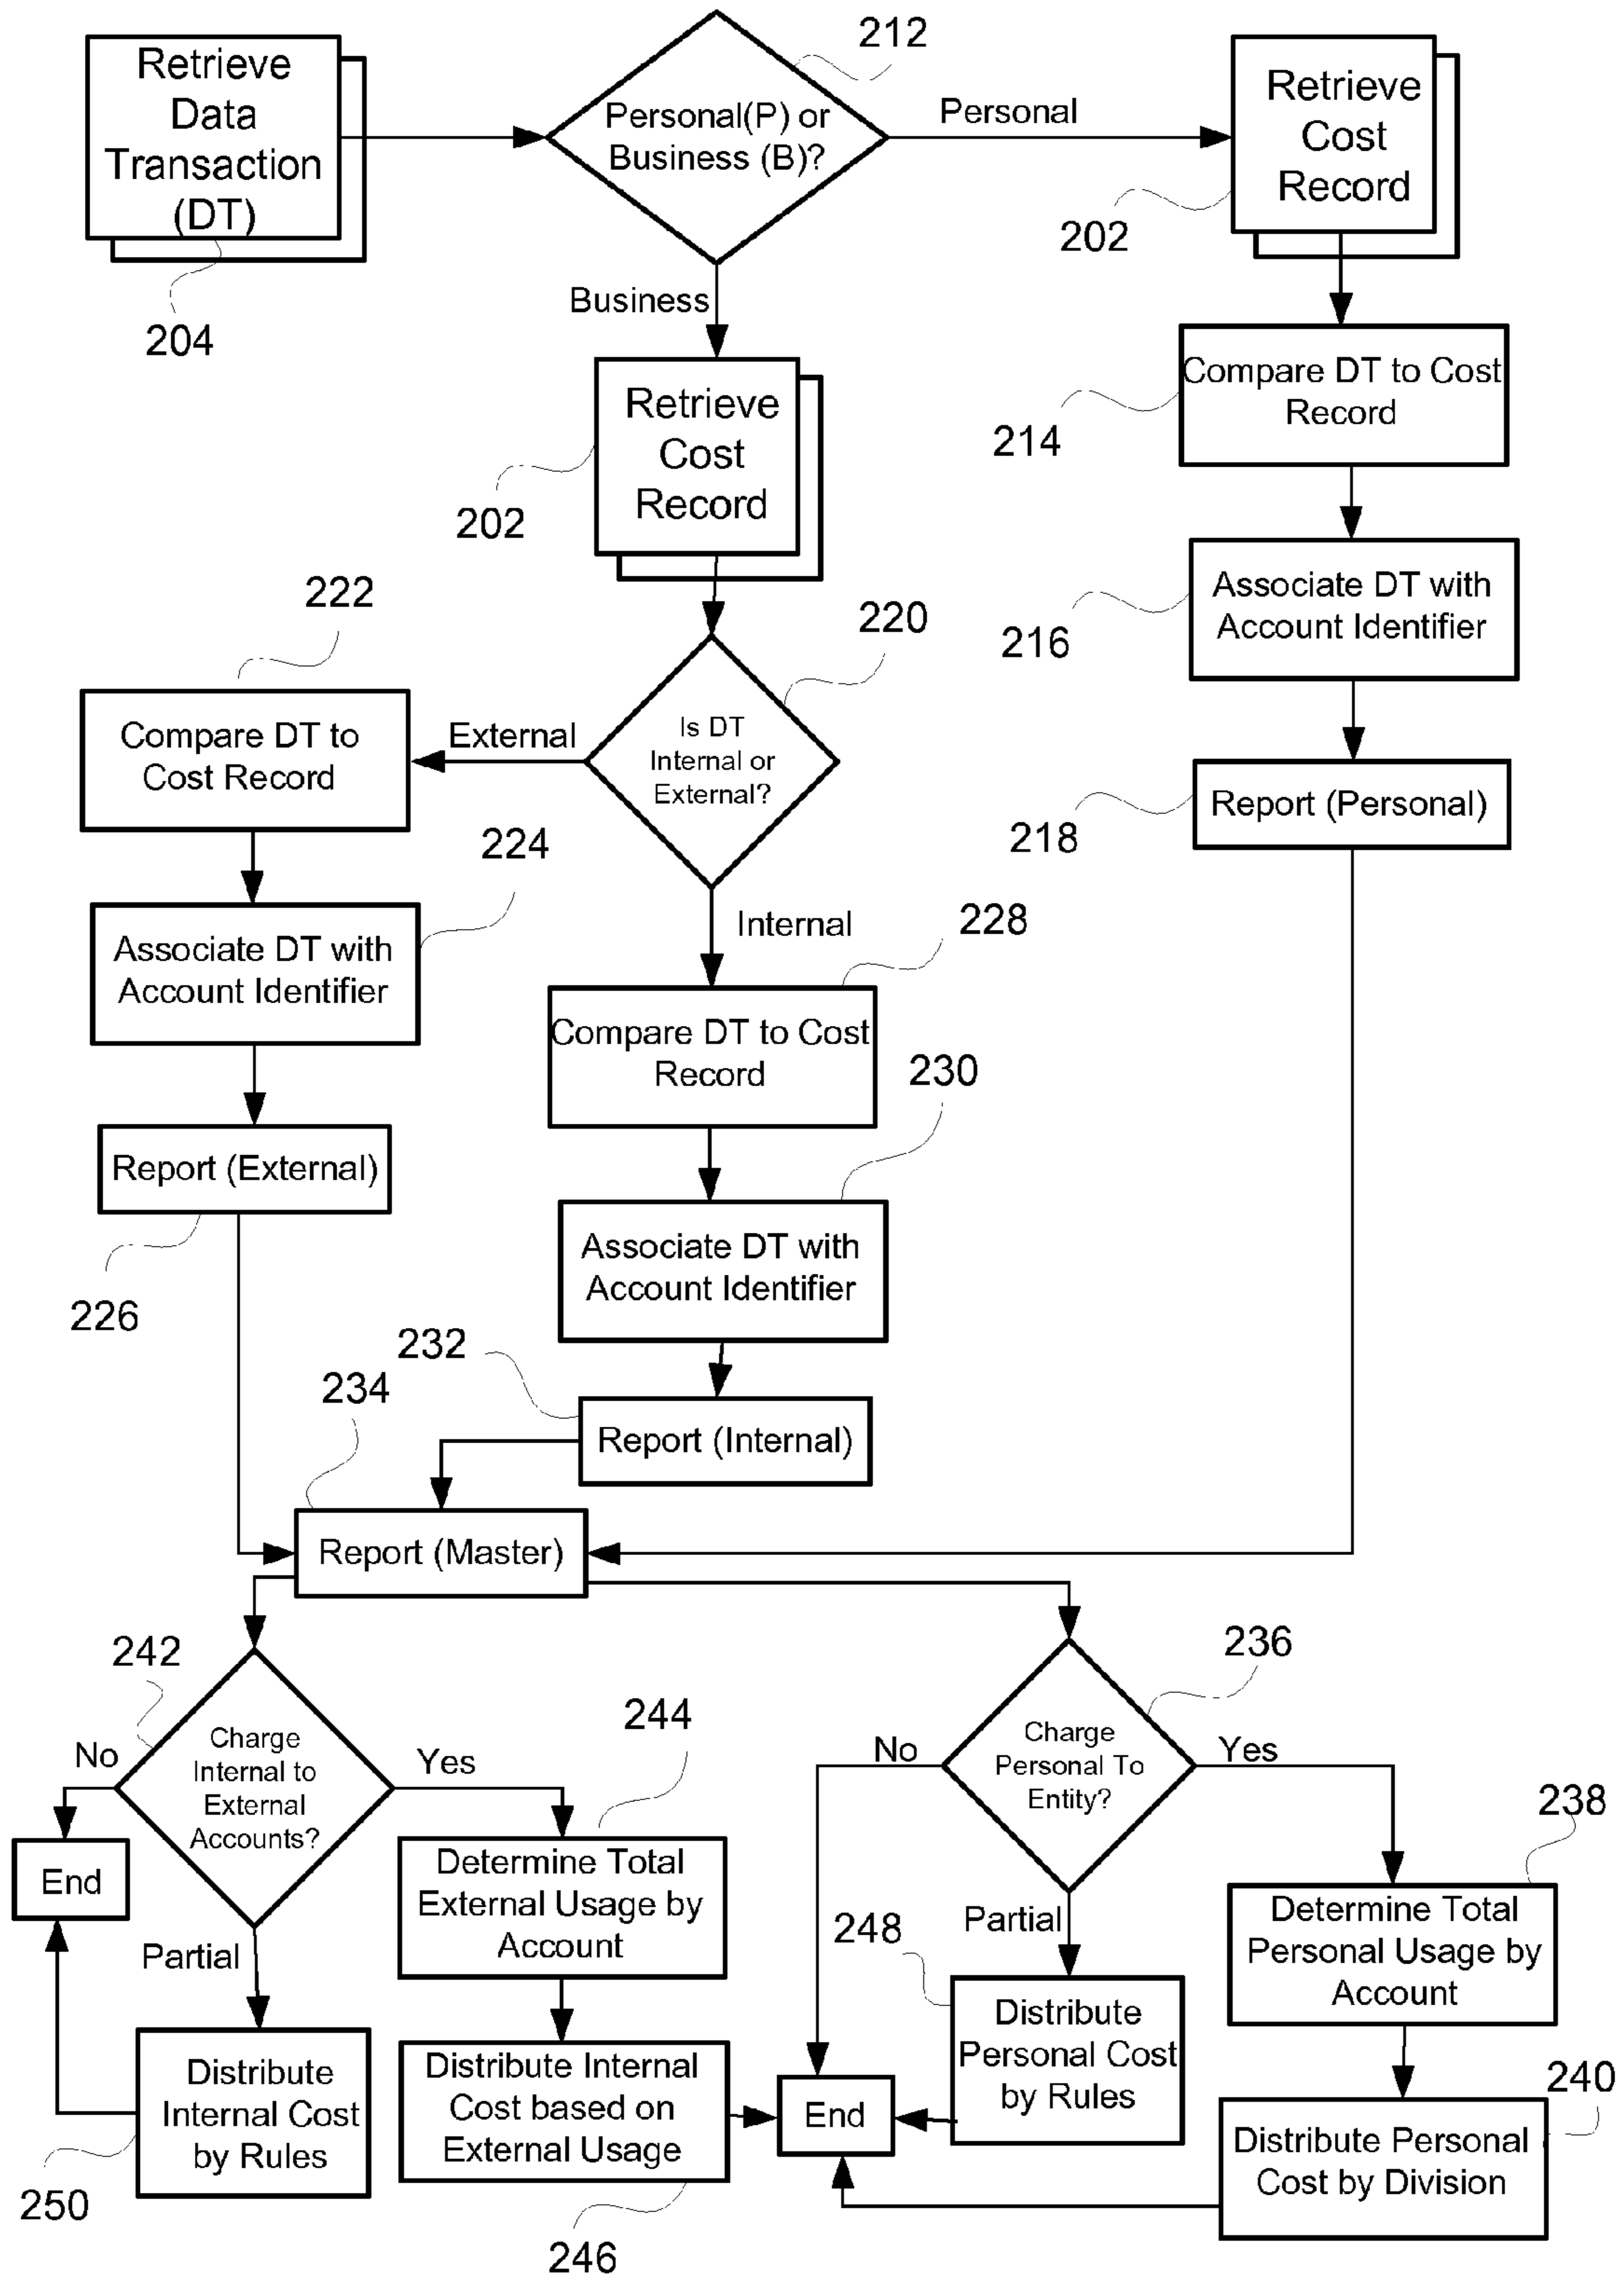 Retrieve
Data
Transaction
(DT)
204
Personal(P) or
Business (B)?
212
Personal
Retrieve
Cost
Record
202
Business
Retrieve
Cost
Record
202
Compare DT to Cost
Record
214
Associate DT with
Account Identifier
216
Report (Personal)
218
Is DT
Internal or
External?
220
External
222
Compare DT to
Cost Record
224
Associate DT with
Account Identifier
Report (External)
226
Internal
228
Compare DT to Cost
Record
230
Associate DT with
Account Identifier
232
Report (Internal)
234
Report (Master)
242
Charge
Internal to
External
Accounts?
No
End
Yes
244
Determine Total
External Usage by
Account
Partial
Distribute
Internal Cost
by Rules
250
Distribute Internal
Cost based on
External Usage
246
236
Charge
Personal To
Entity?
No
Yes
238
Determine Total
Personal Usage by
Account
Partial
248
Distribute
Personal Cost
by Rules
End
240
Distribute Personal
Cost by Division